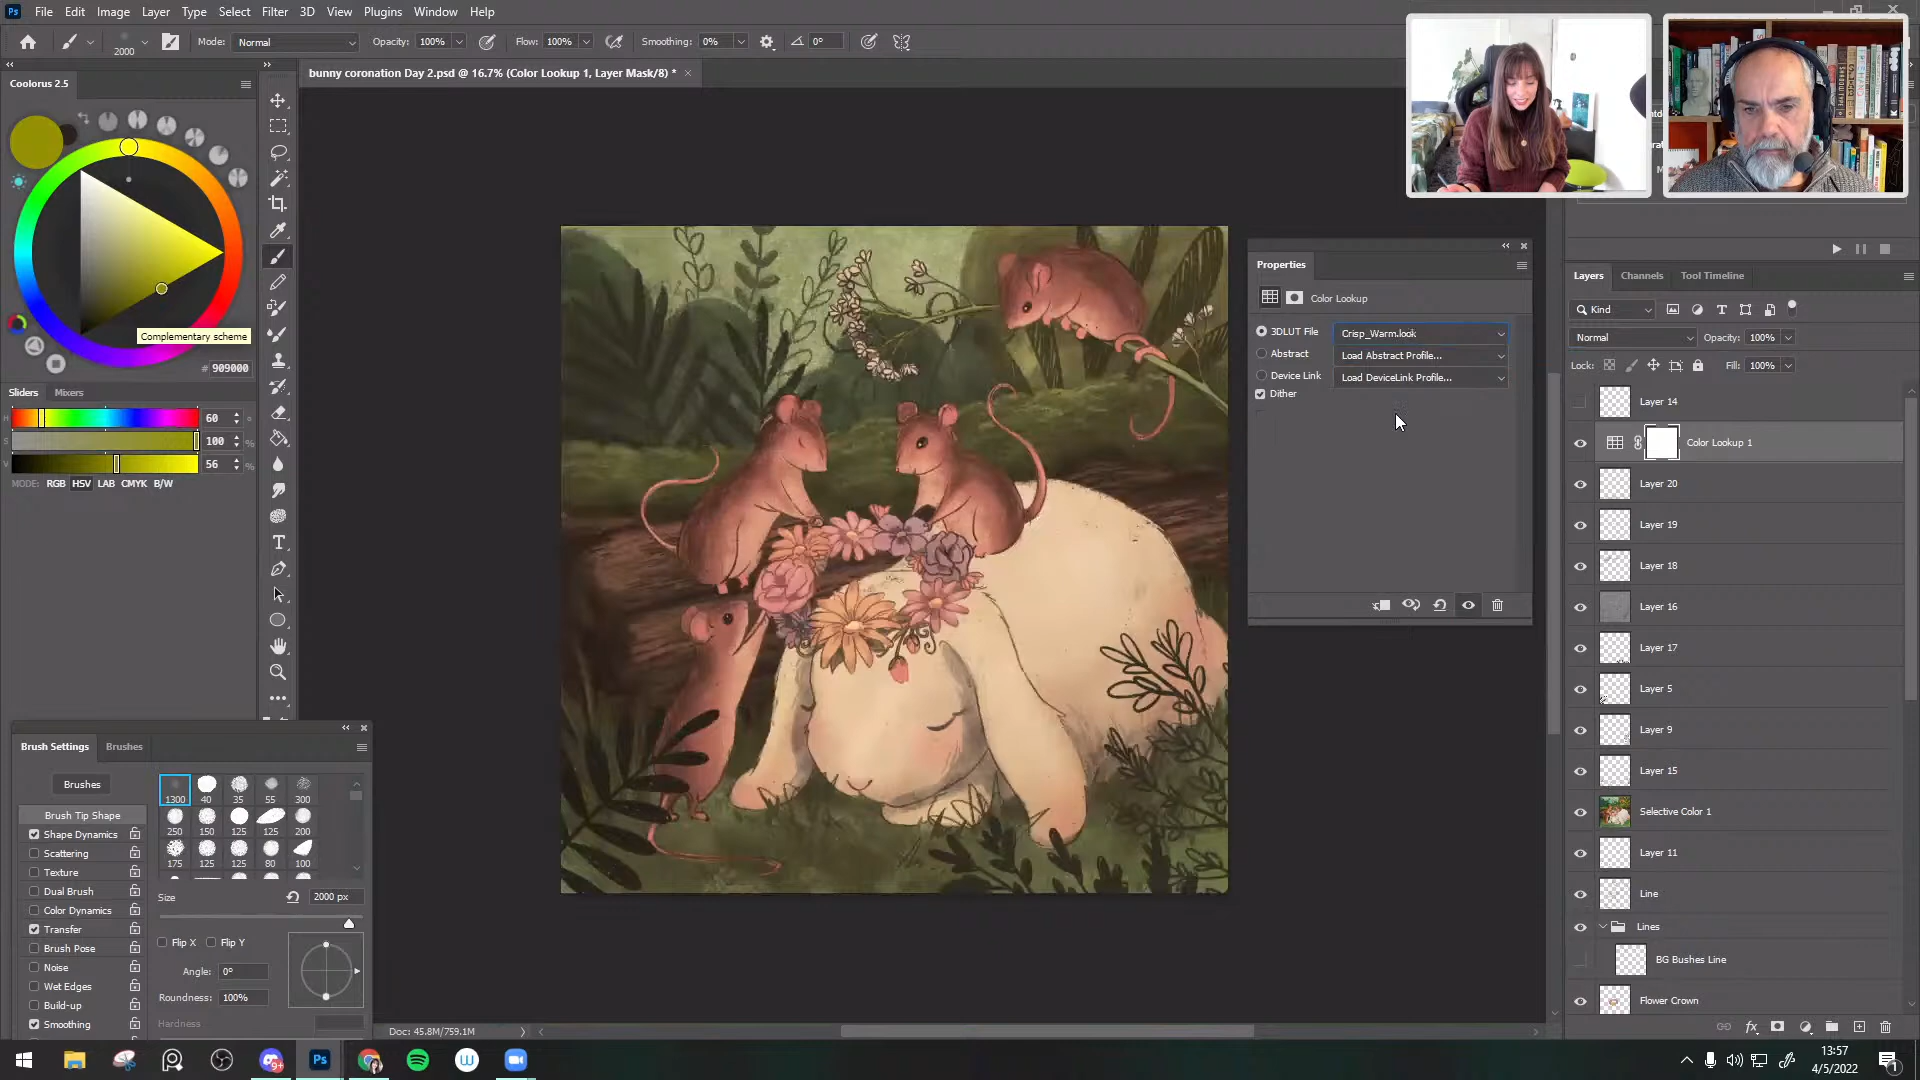 Ps File Edit Image Layer Type Select Filter 3D View Plugins Window Help
2000 Mode: Normal Opacity: 100% Flow: 100% Smoothing: 0% 0°
Coolorus 2.5
bunny coronation Day 2.psd @ 16.7% (Color Lookup 1, Layer Mask/8) *
Complementary scheme
# 909000
Sliders Mixers
H 60 °
S 100 %
V 56 %
MODE: RGB HSV LAB CMYK B/W
Properties
Color Lookup
3DLUT File Crisp_Warm.look
Abstract Load Abstract Profile...
Device Link Load DeviceLink Profile...
Dither
Layers Channels Tool Timeline
Kind
Normal Opacity: 100%
Lock: Fill: 100%
Layer 14
Color Lookup 1
Layer 20
Layer 19
Layer 18
Layer 16
Layer 17
Layer 5
Layer 9
Layer 15
Selective Color 1
Layer 11
Line
Lines
BG Bushes Line
Flower Crown
Brush Settings Brushes
Brushes
Brush Tip Shape
Shape Dynamics
Scattering
Texture
Dual Brush
Color Dynamics
Transfer
Brush Pose
Noise
Wet Edges
Build-up
Smoothing
1300 40 35 55 300
250 150 125 125 200
175 125 125 80 100
Size 2000 px
Flip X Flip Y
Angle: 0°
Roundness: 100%
Hardness
Doc: 45.8M/759.1M
9+
Ps
W
13:57
4/5/2022
1